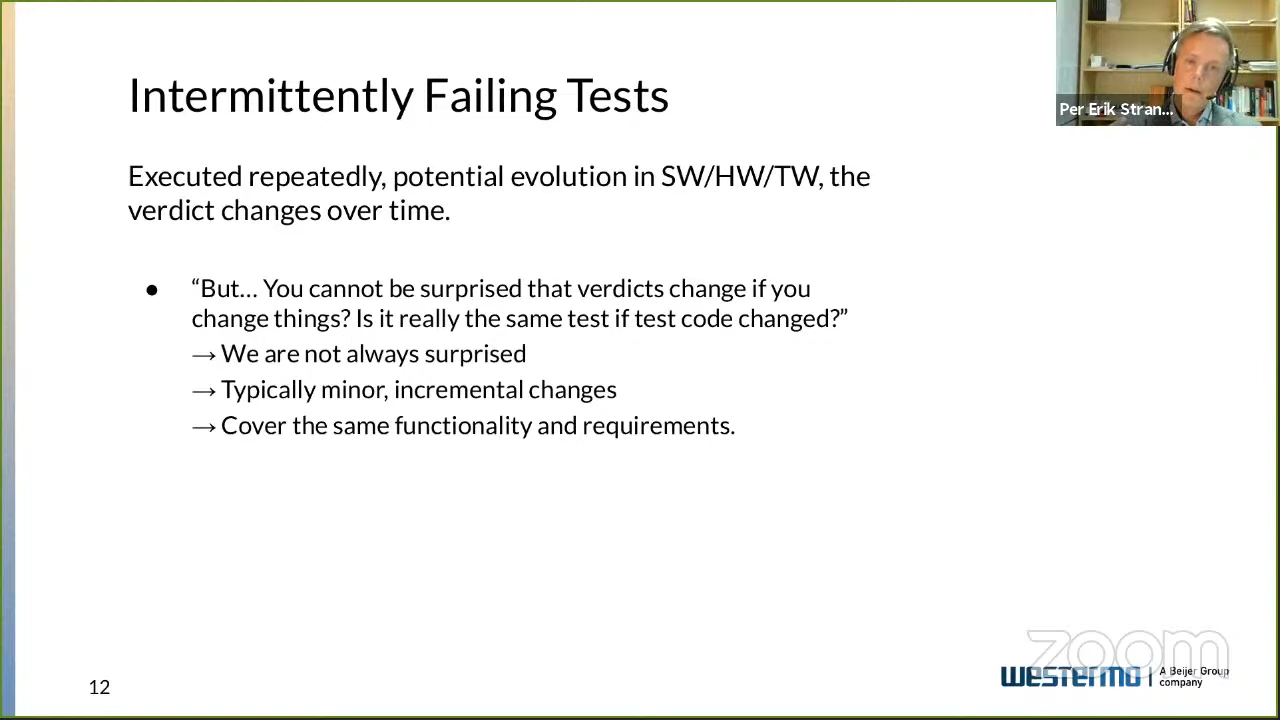 Intermittently Failing Tests
Per Erik Stran...
Executed repeatedly, potential evolution in SW/HW/TW, the
verdict changes over time.
● “But... You cannot be surprised that verdicts change if you
change things? Is it really the same test if test code changed?”
→ We are not always surprised
→ Typically minor, incremental changes
→ Cover the same functionality and requirements.
zoom
westermo | A Beijer Group
company
12